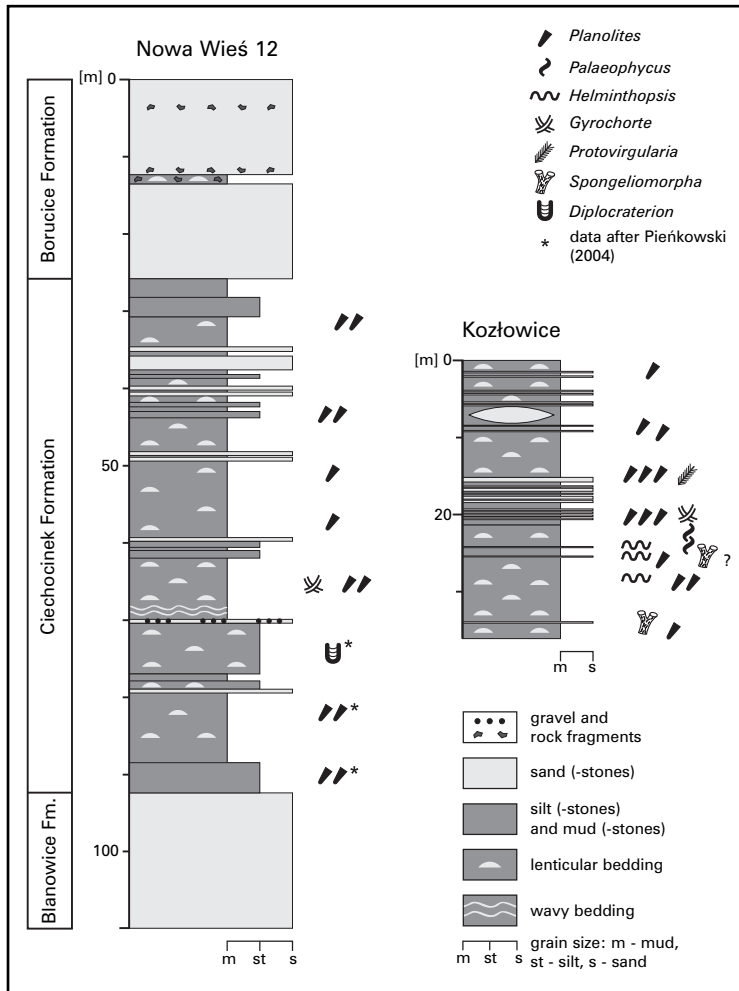 Nowa Wieś 12
[m] 0
50
100
Borucice Formation
Ciechocinek Formation
Blanowice Fm.
m st s
Planolites
Palaeophycus
Helminthopsis
Gyrochorte
Protovirgularia
Spongeliomorpha
Diplocraterion
* data after Pieńkowski
(2004)
*
*
*
Kozłowice
[m] 0
20
?
m s
gravel and
rock fragments
sand (-stones)
silt (-stones)
and mud (-stones)
lenticular bedding
wavy bedding
m st s
grain size: m - mud,
st - silt, s - sand